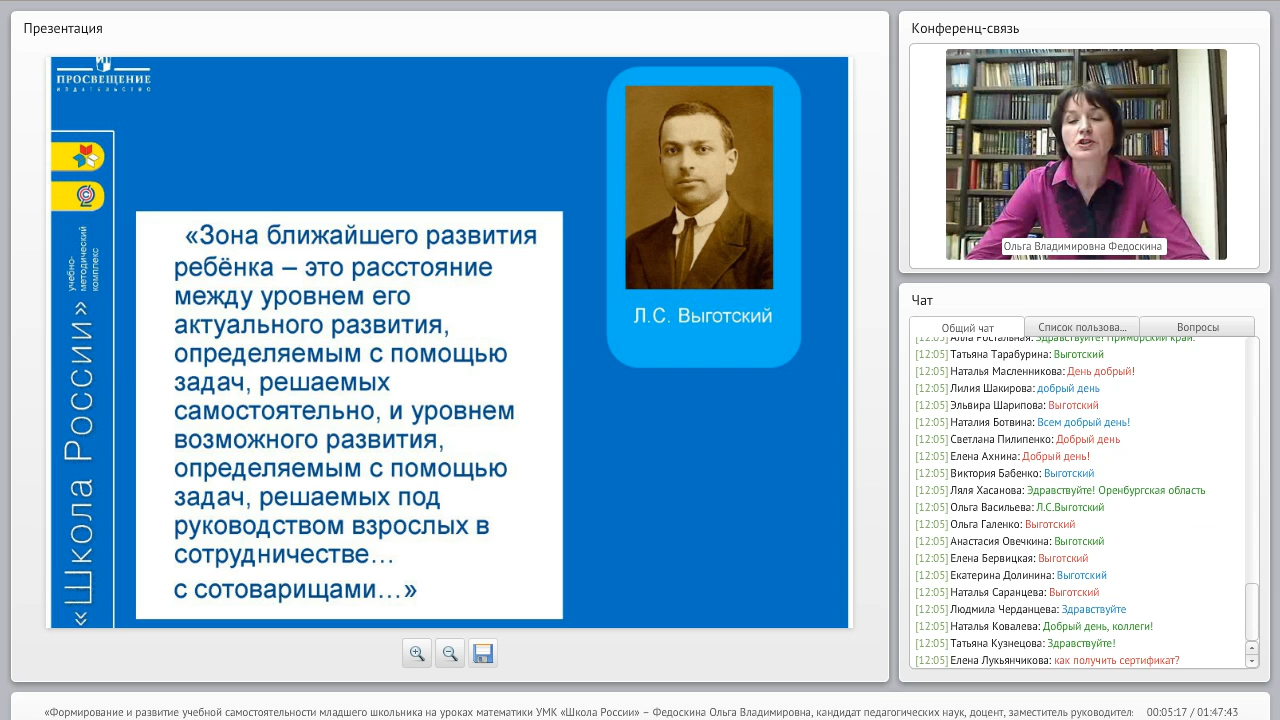 Презентация
ПРОСВЕЩЕНИЕ
ИЗДАТЕЛЬСТВО
учебно-
методический
комплекс
«Школа России»
«Зона ближайшего развития
ребёнка – это расстояние
между уровнем его
актуального развития,
определяемым с помощью
задач, решаемых
самостоятельно, и уровнем
возможного развития,
определяемым с помощью
задач, решаемых под
руководством взрослых в
сотрудничестве…
с сотоварищами…»
Л.С. Выготский
Конференц-связь
Ольга Владимировна Федоскина
Чат
Общий чат
Список пользова...
Вопросы
[12:05] Алла Ростальная: Здравствуйте! Приморский край.
[12:05] Татьяна Тарабурина: Выготский
[12:05] Наталья Масленникова: День добрый!
[12:05] Лилия Шакирова: добрый день
[12:05] Эльвира Шарипова: Выготский
[12:05] Наталия Ботвина: Всем добрый день!
[12:05] Светлана Пилипенко: Добрый день
[12:05] Елена Ахнина: Добрый день!
[12:05] Виктория Бабенко: Выготский
[12:05] Ляля Хасанова: Здравствуйте! Оренбургская область
[12:05] Ольга Васильева: Л.С.Выготский
[12:05] Ольга Галенко: Выготский
[12:05] Анастасия Овечкина: Выготский
[12:05] Елена Бервицкая: Выготский
[12:05] Екатерина Долинина: Выготский
[12:05] Наталья Саранцева: Выготский
[12:05] Людмила Черданцева: Здравствуйте
[12:05] Наталья Ковалева: Добрый день, коллеги!
[12:05] Татьяна Кузнецова: Здравствуйте!
[12:05] Елена Лукьянчикова: как получить сертификат?
«Формирование и развитие учебной самостоятельности младшего школьника на уроках математики УМК «Школа России» – Федоскина Ольга Владимировна, кандидат педагогических наук, доцент, заместитель руководител
00:05:17 / 01:47:43